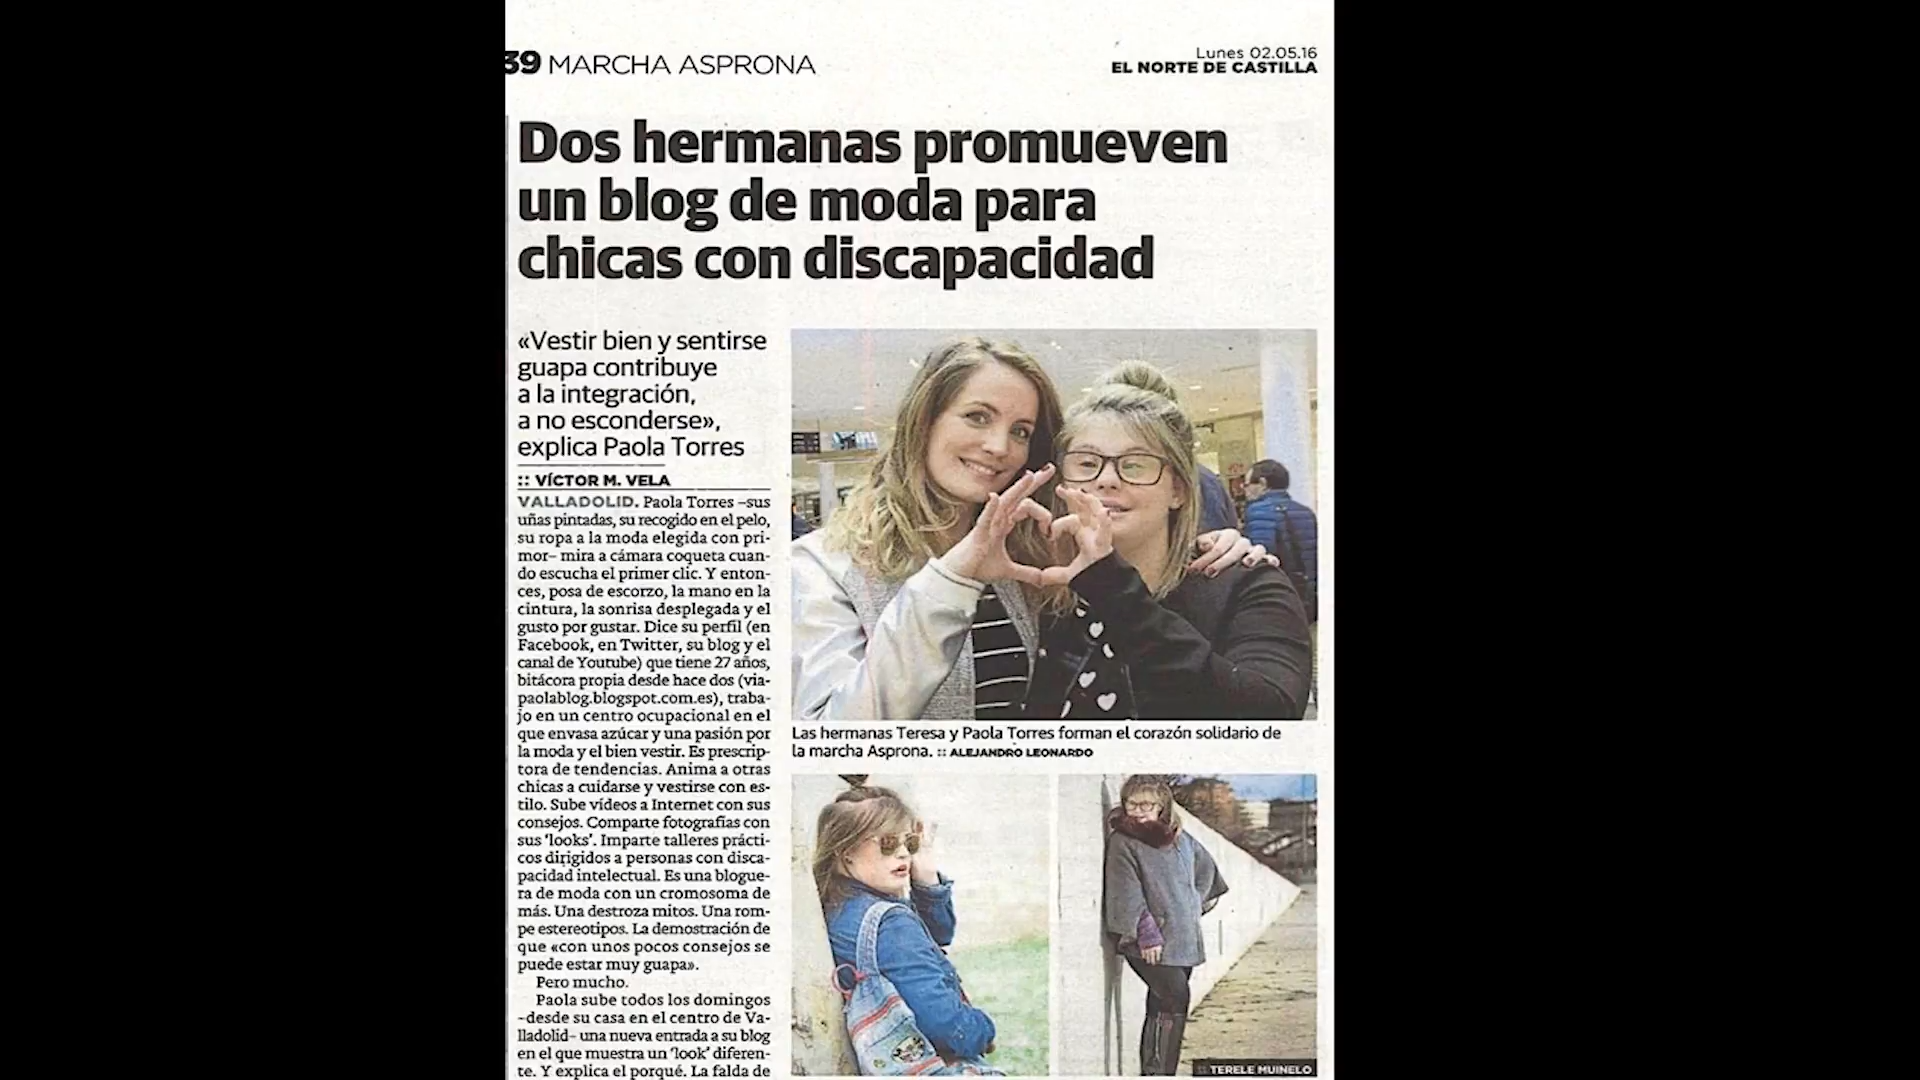 39 MARCHA ASPRONA
Lunes 02.05.16
EL NORTE DE CASTILLA
Dos hermanas promueven
un blog de moda para
chicas con discapacidad
«Vestir bien y sentirse
guapa contribuye
a la integración,
a no esconderse»,
explica Paola Torres
:: VÍCTOR M. VELA
VALLADOLID. Paola Torres –sus
uñas pintadas, su recogido en el pelo,
su ropa a la moda elegida con pri-
mor– mira a cámara coqueta cuan-
do escucha el primer clic. Y enton-
ces, posa de escorzo, la mano en la
cintura, la sonrisa desplegada y el
gusto por gustar. Dice su perfil (en
Facebook, en Twitter, su blog y el
canal de Youtube) que tiene 27 años,
bitácora propia desde hace dos (via-
paolablog.blogspot.com.es), traba-
jo en un centro ocupacional en el
que envasa azúcar y una pasión por
la moda y el bien vestir. Es prescrip-
tora de tendencias. Anima a otras
chicas a cuidarse y vestirse con es-
tilo. Sube vídeos a Internet con sus
consejos. Comparte fotografías con
sus 'looks'. Imparte talleres prácti-
cos dirigidos a personas con disca-
pacidad intelectual. Es una blogue-
ra de moda con un cromosoma de
más. Una destroza mitos. Una rom-
pe estereotipos. La demostración de
que «con unos pocos consejos se
puede estar muy guapa».
Pero mucho.
Paola sube todos los domingos
–desde su casa en el centro de Va-
lladolid– una nueva entrada a su blog
en el que muestra un 'look' diferen-
te. Y explica el porqué. La falda de
Las hermanas Teresa y Paola Torres forman el corazón solidario de
la marcha Asprona. :: ALEJANDRO LEONARDO
:: TERELE MUINELO